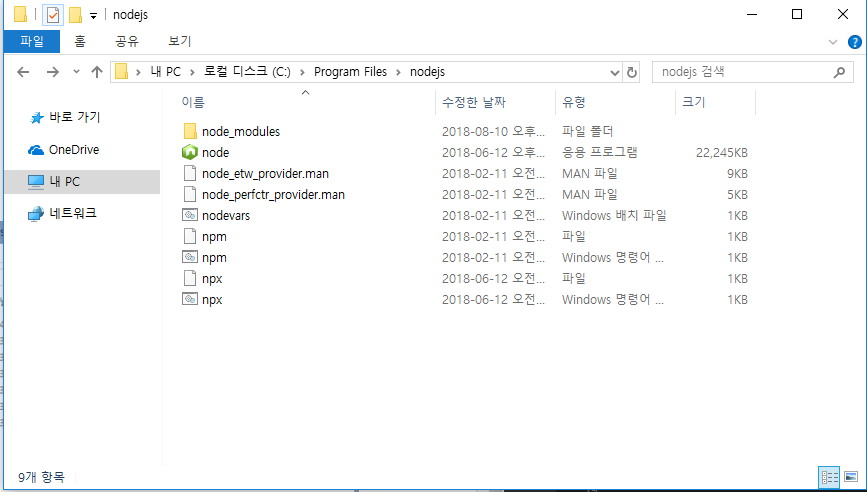 nodejs
파일 홈 공유 보기
내 PC > 로컬 디스크 (C:) > Program Files > nodejs
nodejs 검색
이름 수정한 날짜 유형 크기
바로 가기
OneDrive
내 PC
네트워크
node_modules 2018-08-10 오후... 파일 폴더
node 2018-06-12 오후... 응용 프로그램 22,245KB
node_etw_provider.man 2018-02-11 오전... MAN 파일 9KB
node_perfctr_provider.man 2018-02-11 오전... MAN 파일 5KB
nodevars 2018-02-11 오전... Windows 배치 파일 1KB
npm 2018-02-11 오전... 파일 1KB
npm 2018-02-11 오전... Windows 명령어 ... 1KB
npx 2018-06-12 오전... 파일 1KB
npx 2018-06-12 오전... Windows 명령어 ... 1KB
9개 항목